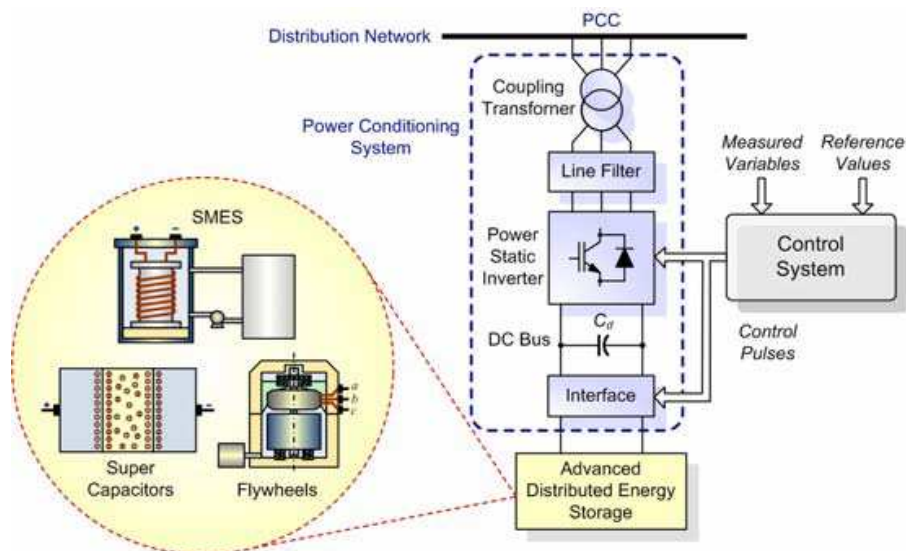 PCC
Distribution Network
Coupling
Transforner
Power Conditioning
System
Measured
Variables
Reference
Values
Line Filter
SMES
+ −
Power
Static
Inverter
Control
System
DC Bus
Cd
Control
Pulses
Interface
a
b
c
+ −
Super
Capacitors
Flywheels
Advanced
Distributed Energy
Storage